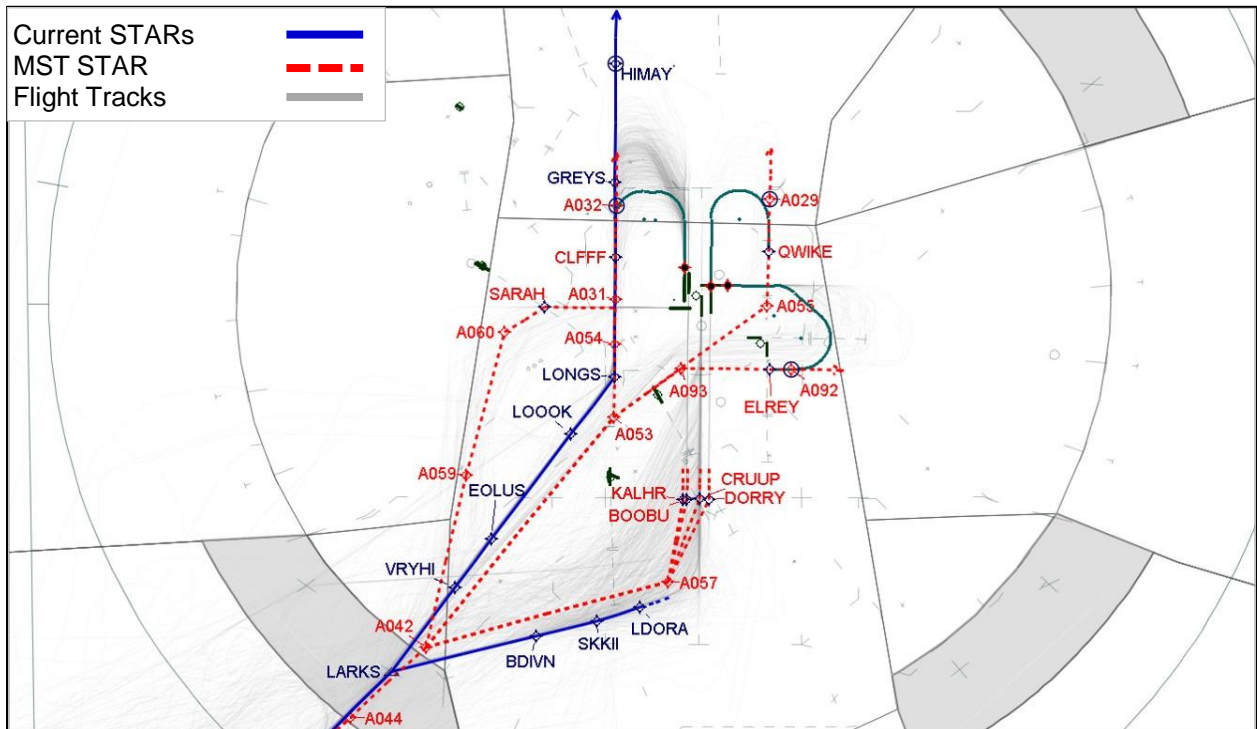 Current STARs
MST STAR
Flight Tracks
HIMAY
GREYS
A032
A029
CLFFF
QWIKE
SARAH
A031
A055
A060
A054
LONGS
A093
A092
ELREY
LOOOK
A053
A059
EOLUS
CRUUP
KALHR
DORRY
BOOBU
VRYHI
A057
LDORA
A042
SKKII
BDIVN
LARKS
A044